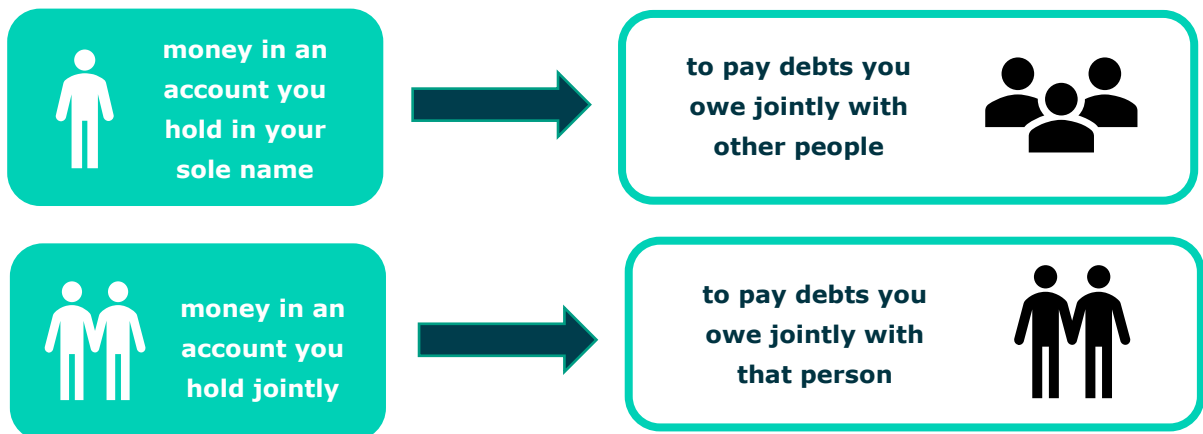 money in an
account you
hold in your
sole name
to pay debts you
owe jointly with
other people
money in an
account you
hold jointly
to pay debts you
owe jointly with
that person